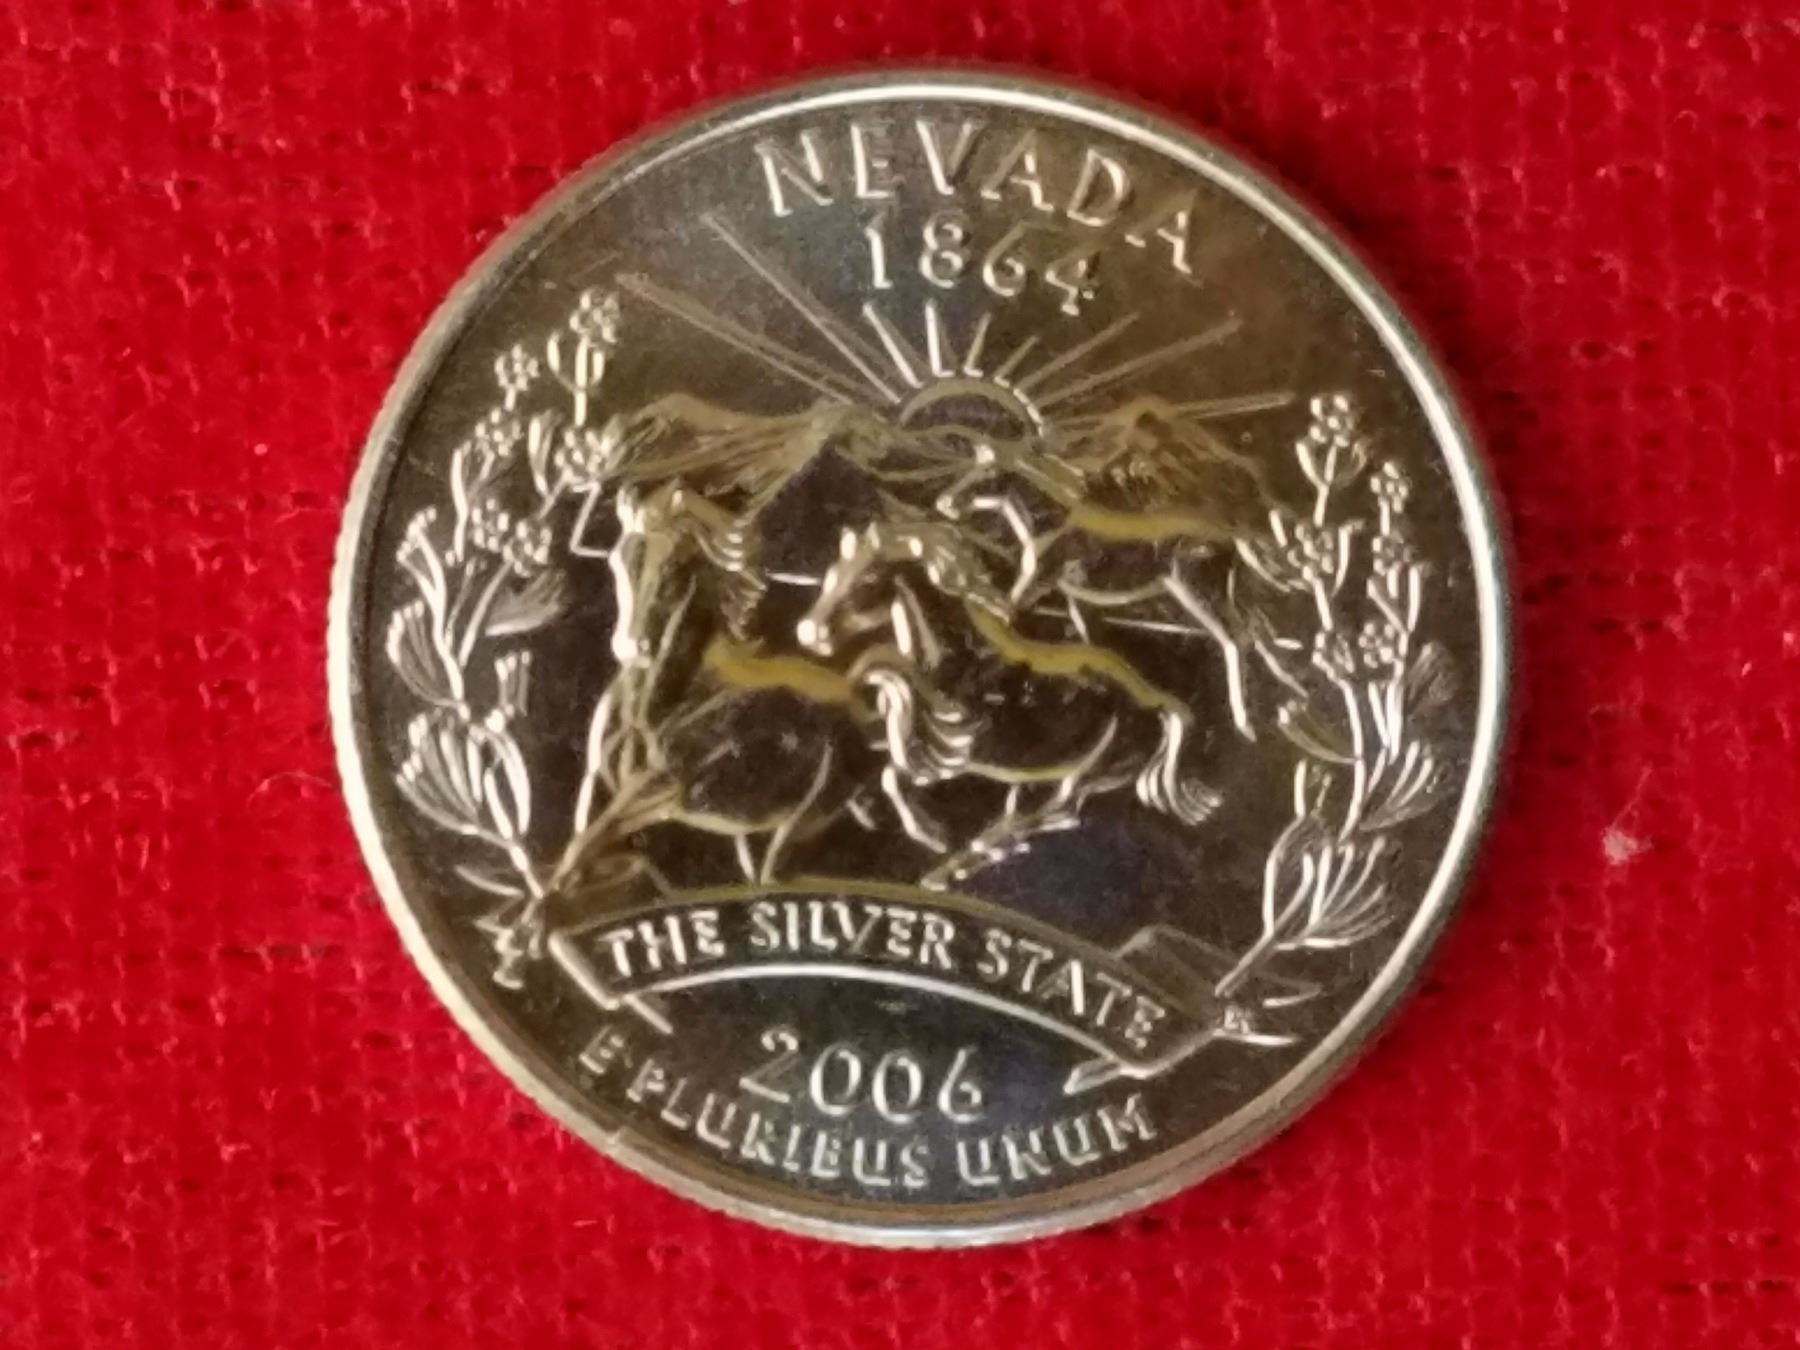 NEVADA
1864
THE SILVER STATE
2006
E PLURIBUS UNUM